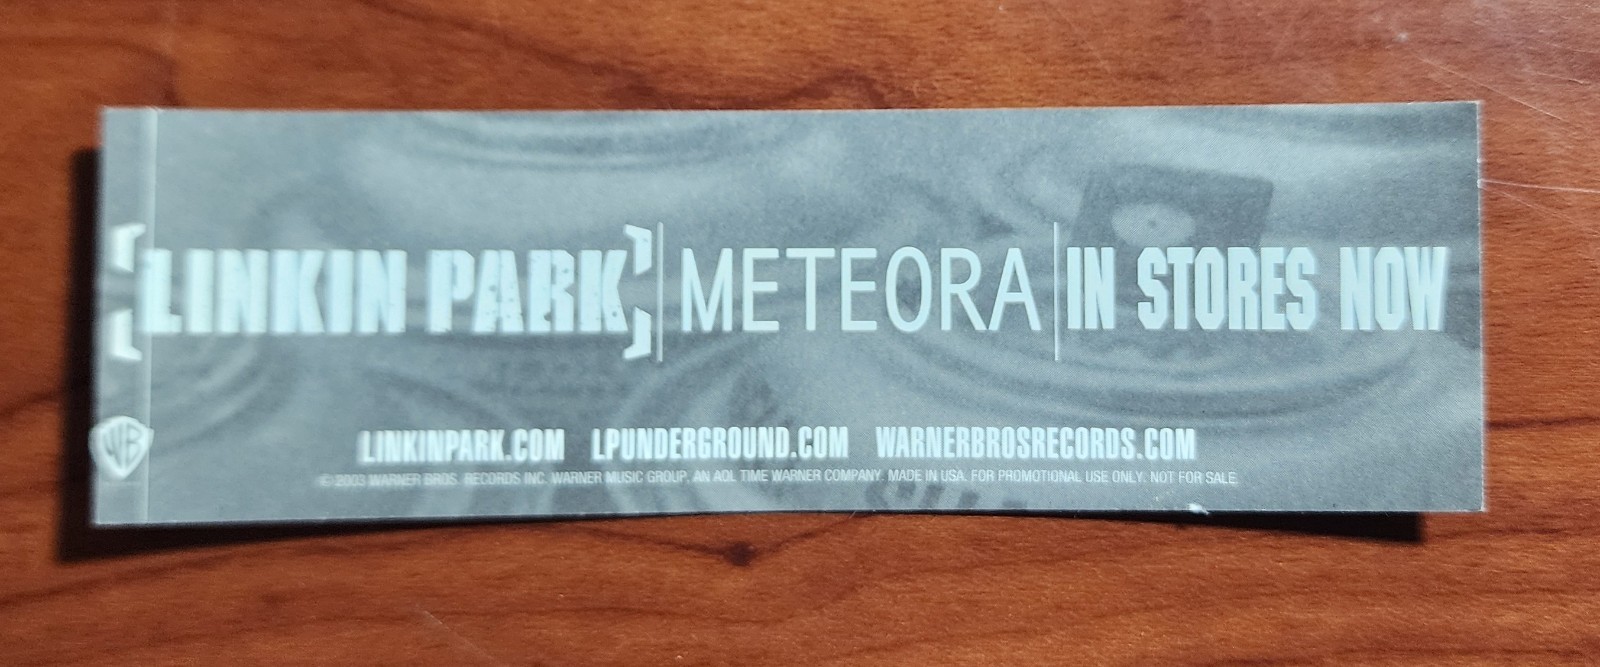 [LINKIN PARK] | METEORA | IN STORES NOW
WB
LINKINPARK.COM LPUNDERGROUND.COM WARNERBROSRECORDS.COM
© 2003 WARNER BROS. RECORDS INC. WARNER MUSIC GROUP, AN AOL TIME WARNER COMPANY. MADE IN USA. FOR PROMOTIONAL USE ONLY. NOT FOR SALE.